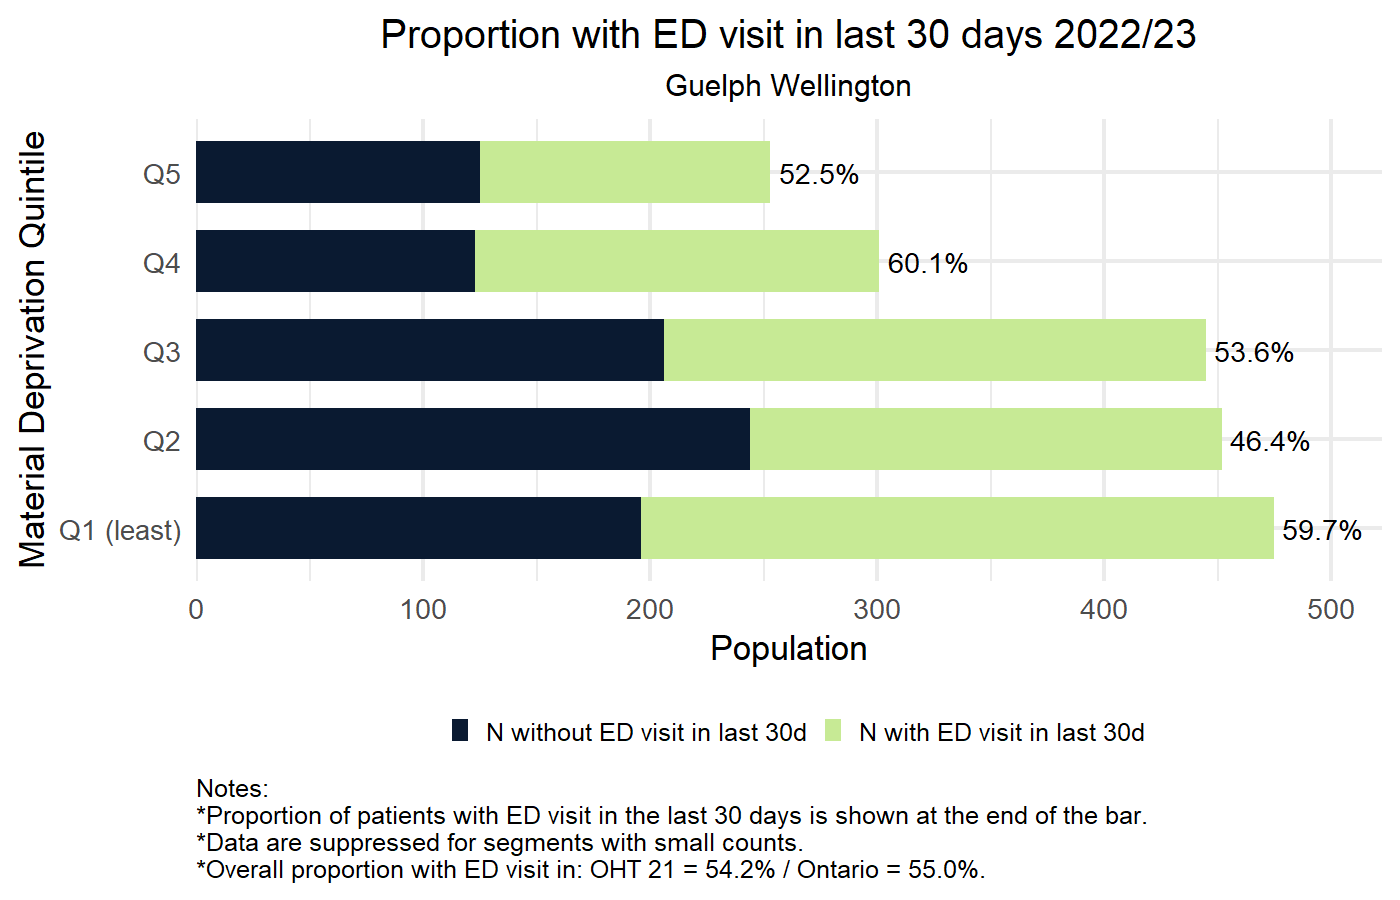 Proportion with ED visit in last 30 days 2022/23
Guelph Wellington
Material Deprivation Quintile
Q5
52.5%
Q4
60.1%
Q3
53.6%
Q2
46.4%
Q1 (least)
59.7%
0 100 200 300 400 500
Population
N without ED visit in last 30d N with ED visit in last 30d
Notes:
*Proportion of patients with ED visit in the last 30 days is shown at the end of the bar.
*Data are suppressed for segments with small counts.
*Overall proportion with ED visit in: OHT 21 = 54.2% / Ontario = 55.0%.